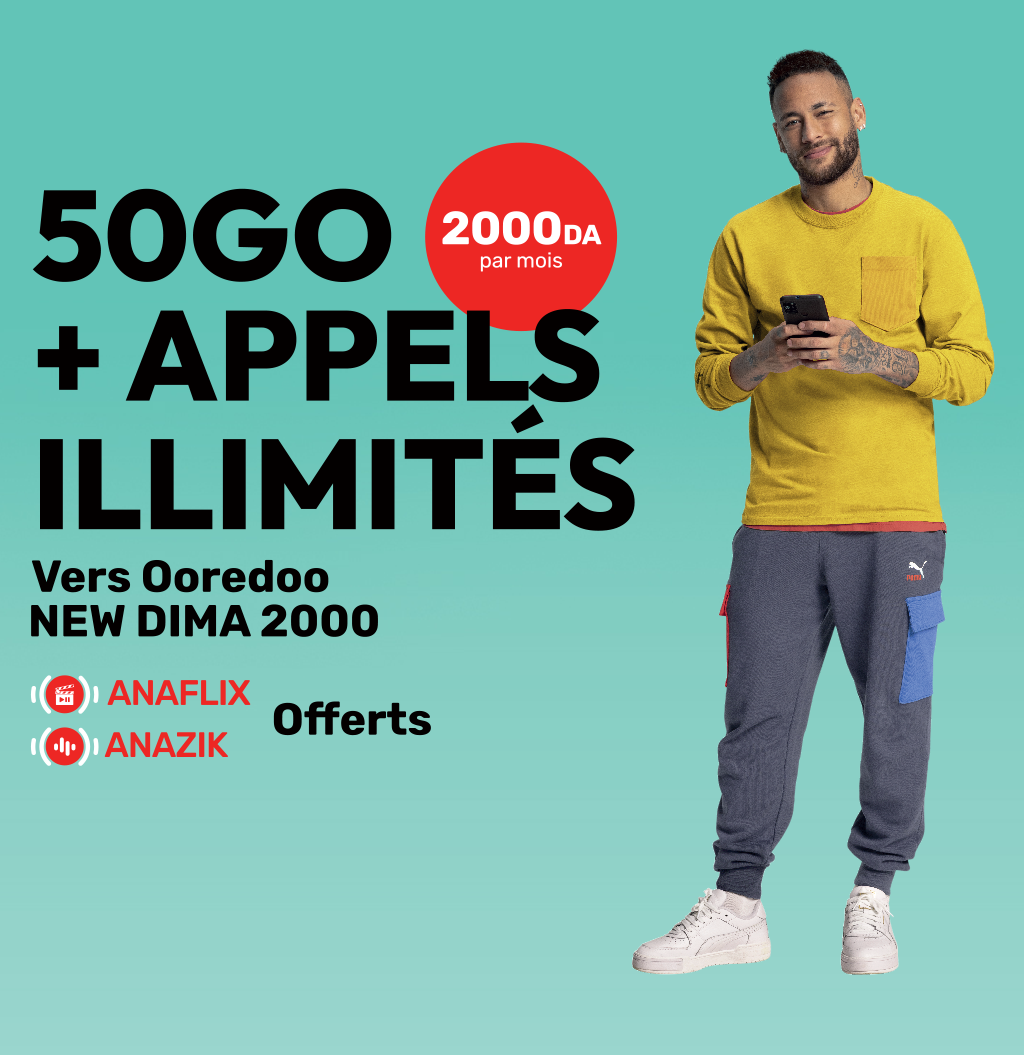 50GO
2000DA
par mois
+ APPELS
ILLIMITÉS
Vers Ooredoo
NEW DIMA 2000
ANAFLIX
ANAZIK
Offerts